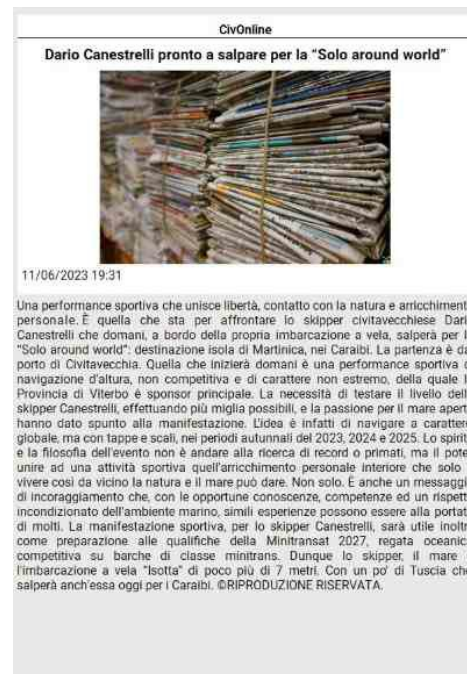 CivOnline
Dario Canestrelli pronto a salpare per la “Solo around world”
11/06/2023 19:31
Una performance sportiva che unisce libertà, contatto con la natura e arricchiment
personale. È quella che sta per affrontare lo skipper civitavecchiese Dari
Canestrelli che domani, a bordo della propria imbarcazione a vela, salperà per l
“Solo around world”: destinazione isola di Martinica, nei Caraibi. La partenza è da
porto di Civitavecchia. Quella che inizierà domani è una performance sportiva d
navigazione d'altura, non competitiva e di carattere non estremo, della quale l
Provincia di Viterbo è sponsor principale. La necessità di testare il livello dell
skipper Canestrelli, effettuando più miglia possibili, e la passione per il mare apert
hanno dato spunto alla manifestazione. L'idea è infatti di navigare a carattere
globale, ma con tappe e scali, nei periodi autunnali del 2023, 2024 e 2025. Lo spirit
e la filosofia dell'evento non è andare alla ricerca di record o primati, ma il pote
unire ad una attività sportiva quell'arricchimento personale interiore che solo
vivere così da vicino la natura e il mare può dare. Non solo. È anche un messaggi
di incoraggiamento che, con le opportune conoscenze, competenze ed un rispett
incondizionato dell'ambiente marino, simili esperienze possono essere alla portat
di molti. La manifestazione sportiva, per lo skipper Canestrelli, sarà utile inoltr
come preparazione alle qualifiche della Minitransat 2027, regata oceanic
competitiva su barche di classe minitrans. Dunque lo skipper, il mare
l'imbarcazione a vela “Isotta” di poco più di 7 metri. Con un po' di Tuscia che
salperà anch'essa oggi per i Caraibi. ©RIPRODUZIONE RISERVATA.